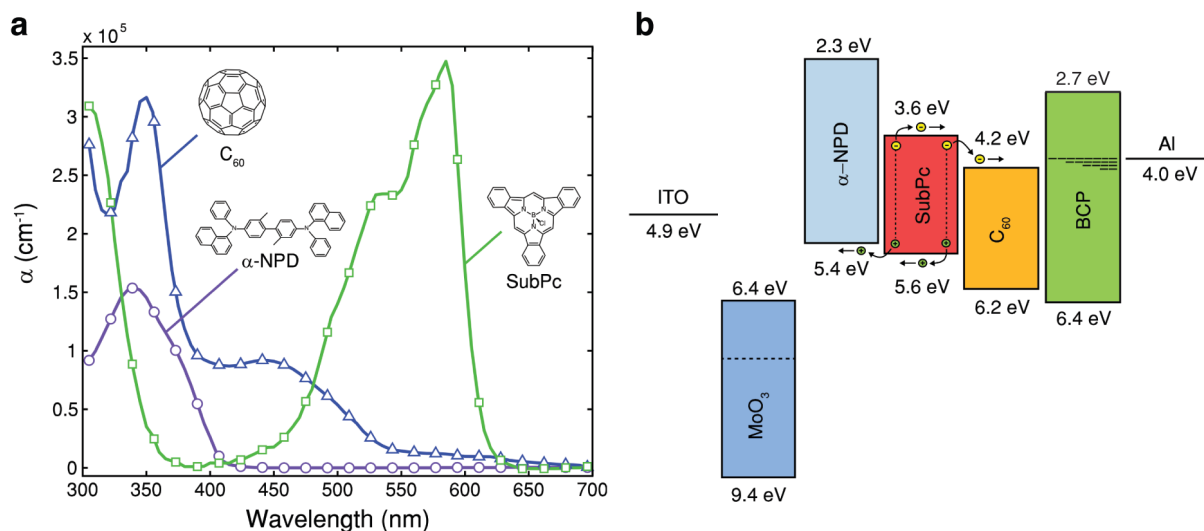 a
x 10⁵
3.5
3
2.5
2
1.5
1
0.5
0
α (cm⁻¹)
300 350 400 450 500 550 600 650 700
Wavelength (nm)
C₆₀
α-NPD
N
N
SubPc
N
B
Cl
N
N
b
ITO
4.9 eV
6.4 eV
MoO₃
9.4 eV
2.3 eV
α–NPD
5.4 eV
3.6 eV
SubPc
5.6 eV
4.2 eV
C₆₀
6.2 eV
2.7 eV
BCP
6.4 eV
Al
4.0 eV